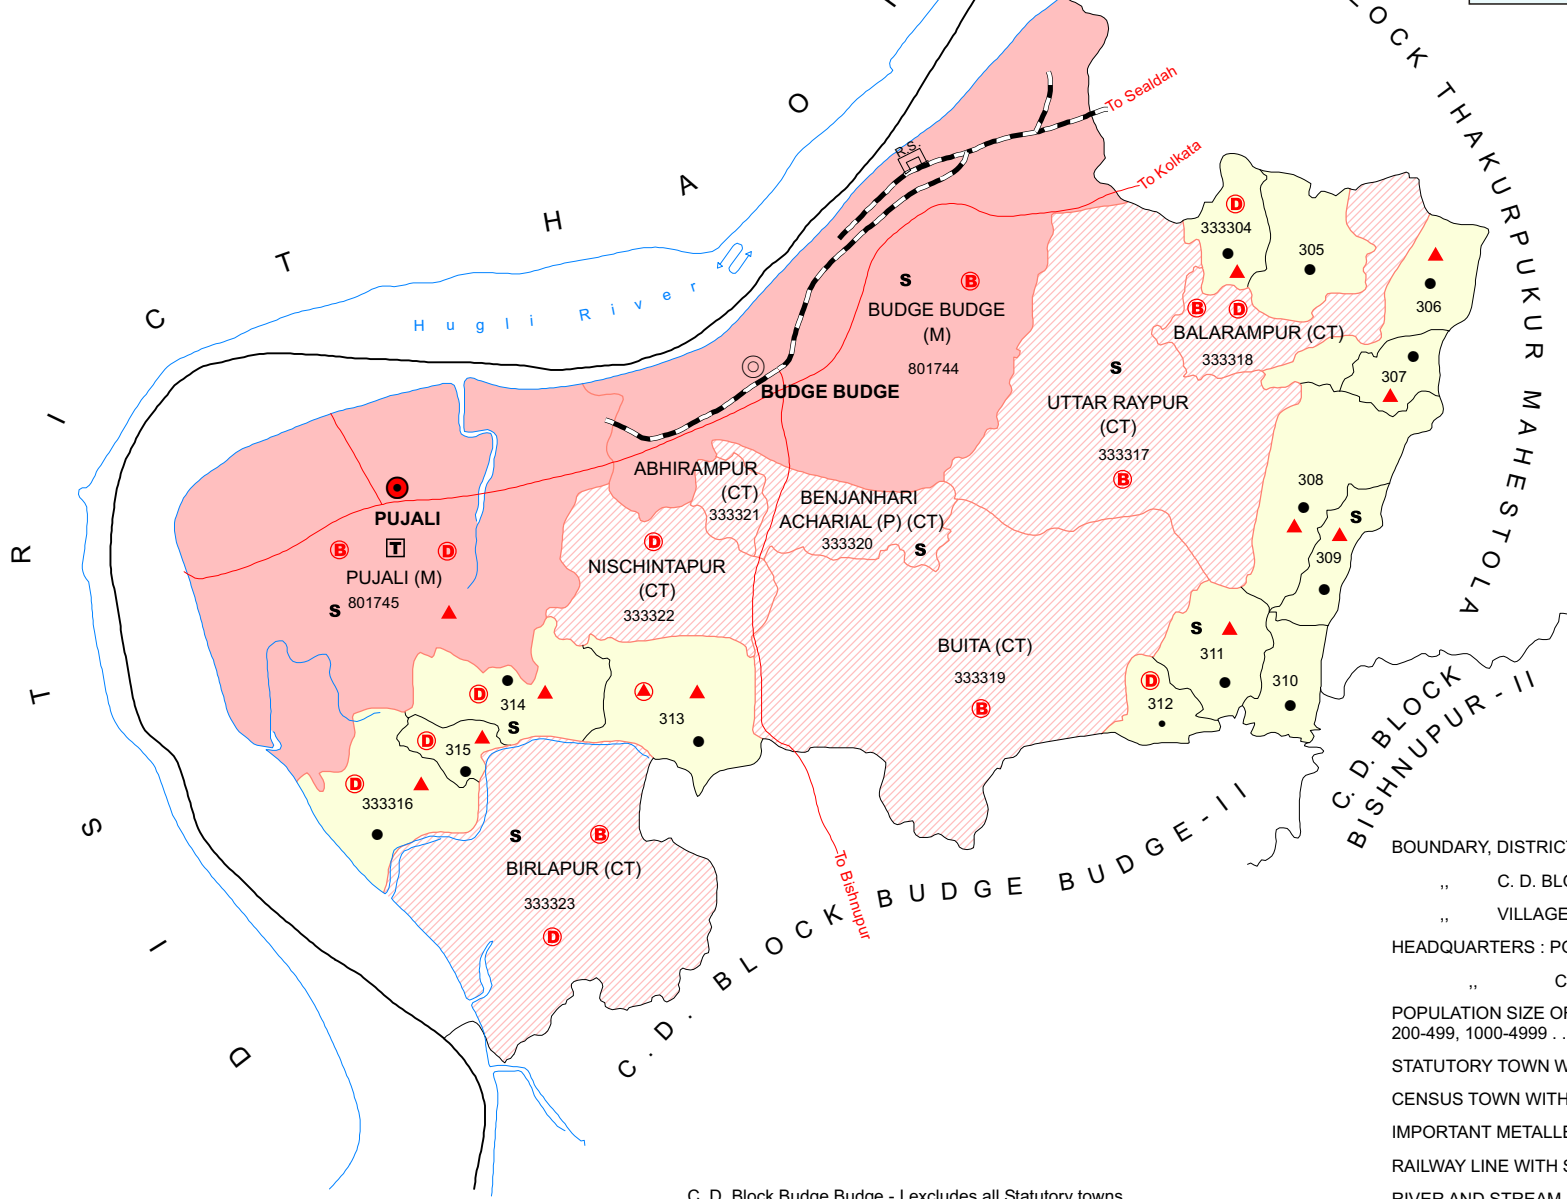 DISTRICT HAO
C. D. BLOCK BUDGE BUDGE - II
LOCK THAKURPUKUR MAHESTOLA
C. D. BLOCK
BISHNUPUR - II
Hugli River
To Sealdah
R.S.
To Kolkata
D
333304
305
306
307
S B
BUDGE BUDGE
(M)
801744
B D
BALARAMPUR (CT)
333318
BUDGE BUDGE
S
UTTAR RAYPUR
(CT)
333317
B
ABHIRAMPUR
(CT)
333321
BENJANHARI
ACHARIAL (P) (CT)
333320
S
308
S
309
PUJALI
B T D
PUJALI (M)
S 801745
D
NISCHINTAPUR
(CT)
333322
BUITA (CT)
333319
B
S
311
310
D
312
D
314
S
313
D
315
D
333316
S B
BIRLAPUR (CT)
333323
D
To Bishnupur
BOUNDARY, DISTRICT
,, C. D. BLO
,, VILLAGE
HEADQUARTERS : PO
,, C
POPULATION SIZE OF
200-499, 1000-4999 . .
STATUTORY TOWN W
CENSUS TOWN WITH
IMPORTANT METALLE
RAILWAY LINE WITH S
RIVER AND STREAM
C. D. Block Budge Budge - I excludes all Statutory towns